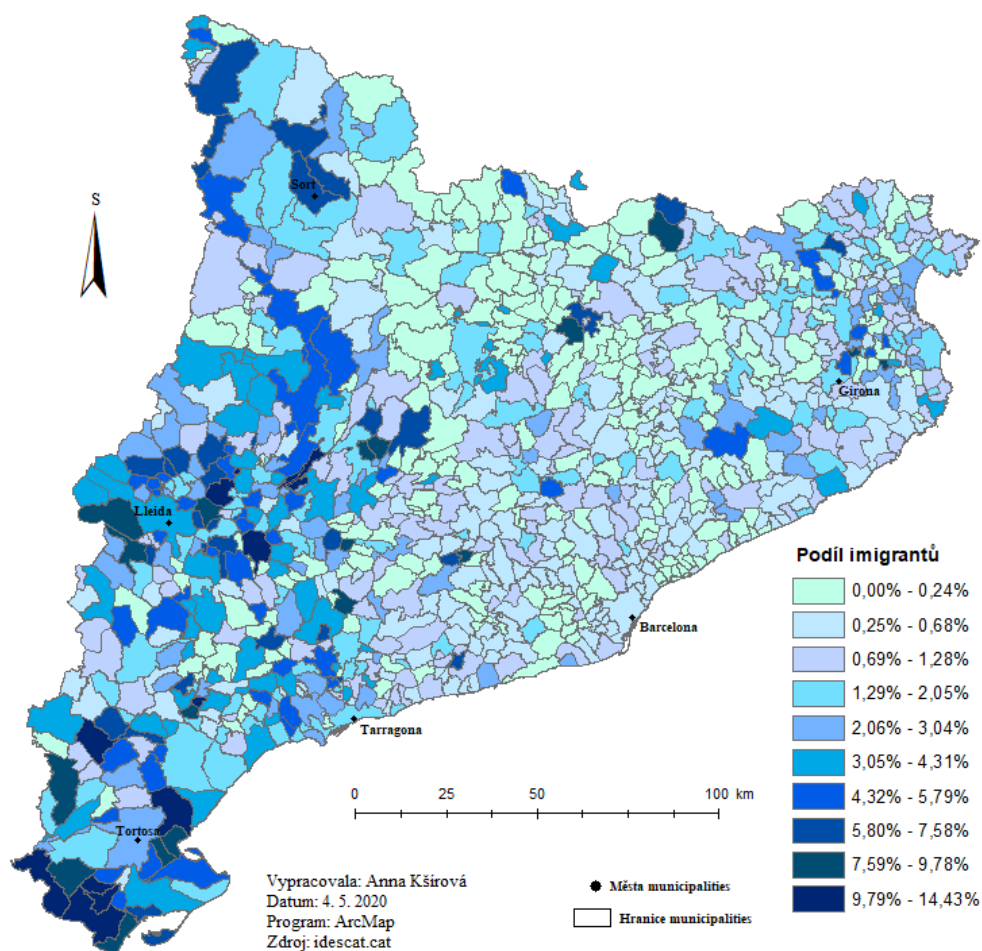 Sort
S
Girona
Lleida
Podíl imigrantů
0,00% - 0,24%
0,25% - 0,68%
0,69% - 1,28%
1,29% - 2,05%
2,06% - 3,04%
3,05% - 4,31%
4,32% - 5,79%
5,80% - 7,58%
7,59% - 9,78%
9,79% - 14,43%
Barcelona
Tarragona
0 25 50 100 km
Tortosa
Vypracovala: Anna Kšírová
Datum: 4. 5. 2020
Program: ArcMap
Zdroj: idescat.cat
Města municipalities
Hranice municipalities